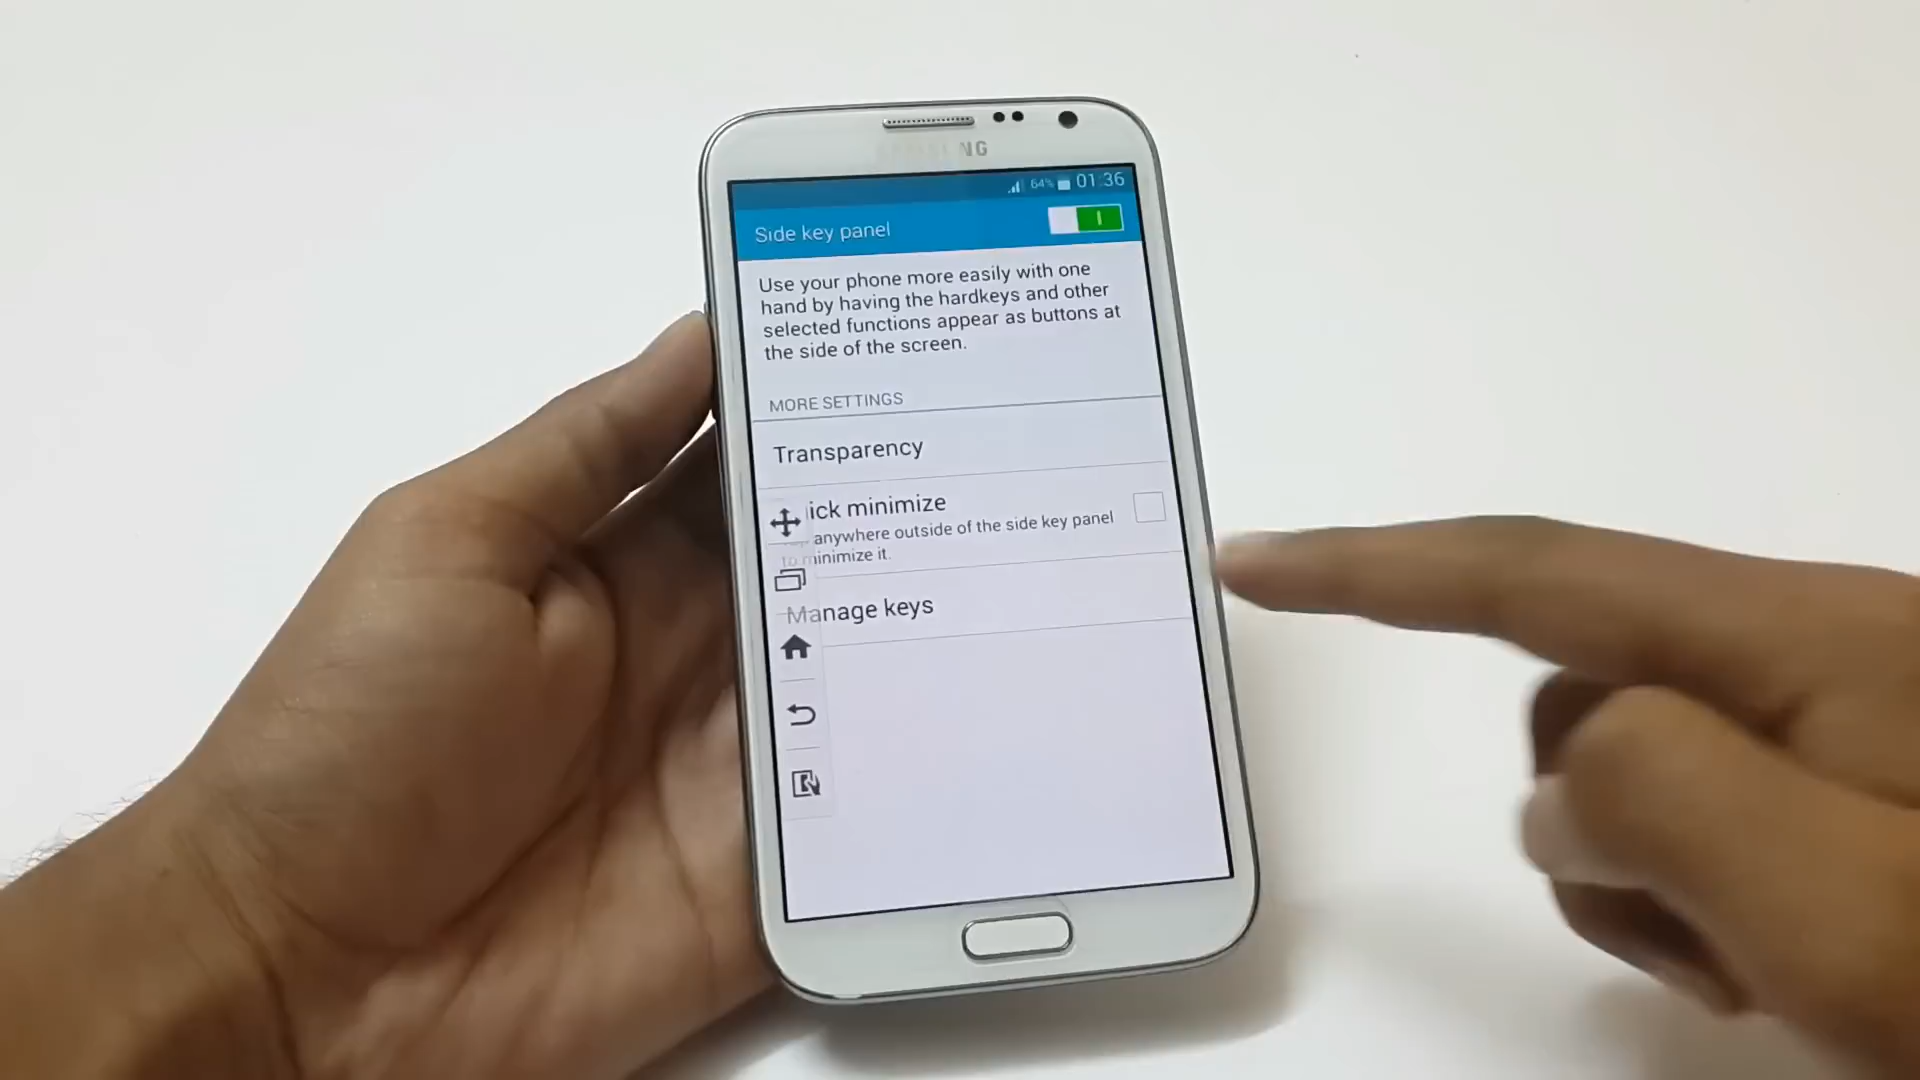 SAMSUNG
64% 01:36
Side key panel
Use your phone more easily with one
hand by having the hardkeys and other
selected functions appear as buttons at
the side of the screen.
MORE SETTINGS
Transparency
ick minimize
anywhere outside of the side key panel
to minimize it.
Manage keys